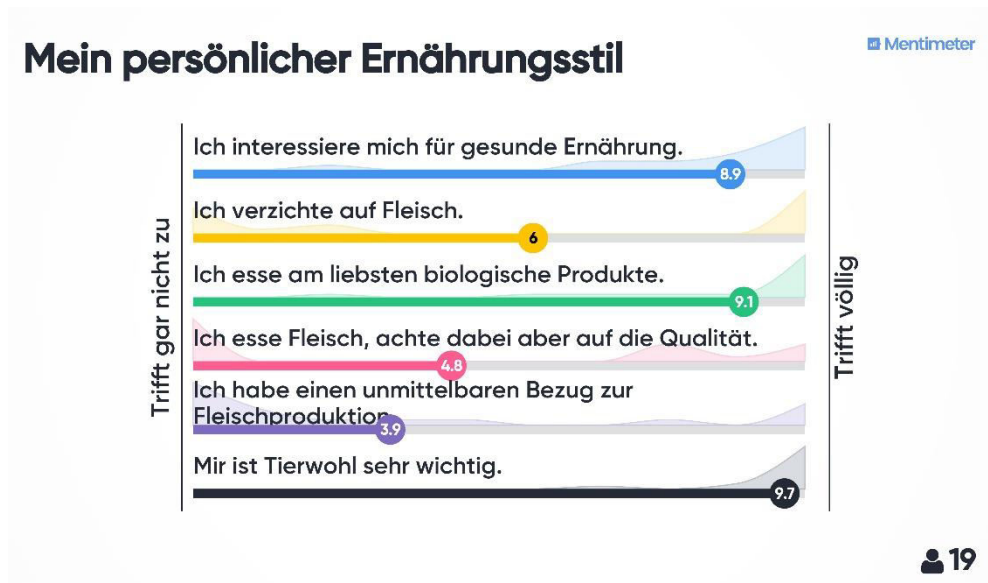 Mein persönlicher Ernährungsstil
Mentimeter
Trifft gar nicht zu
Ich interessiere mich für gesunde Ernährung.
8.9
Ich verzichte auf Fleisch.
6
Ich esse am liebsten biologische Produkte.
9.1
Ich esse Fleisch, achte dabei aber auf die Qualität.
4.8
Ich habe einen unmittelbaren Bezug zur
Fleischproduktion
3.9
Mir ist Tierwohl sehr wichtig.
9.7
Trifft völlig
19